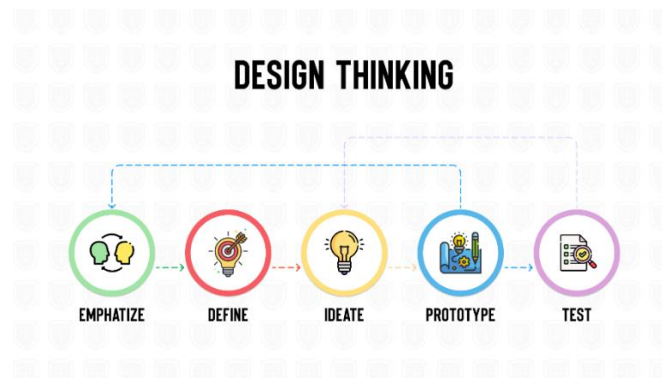 DESIGN THINKING
EMPHATIZE
DEFINE
IDEATE
PROTOTYPE
TEST